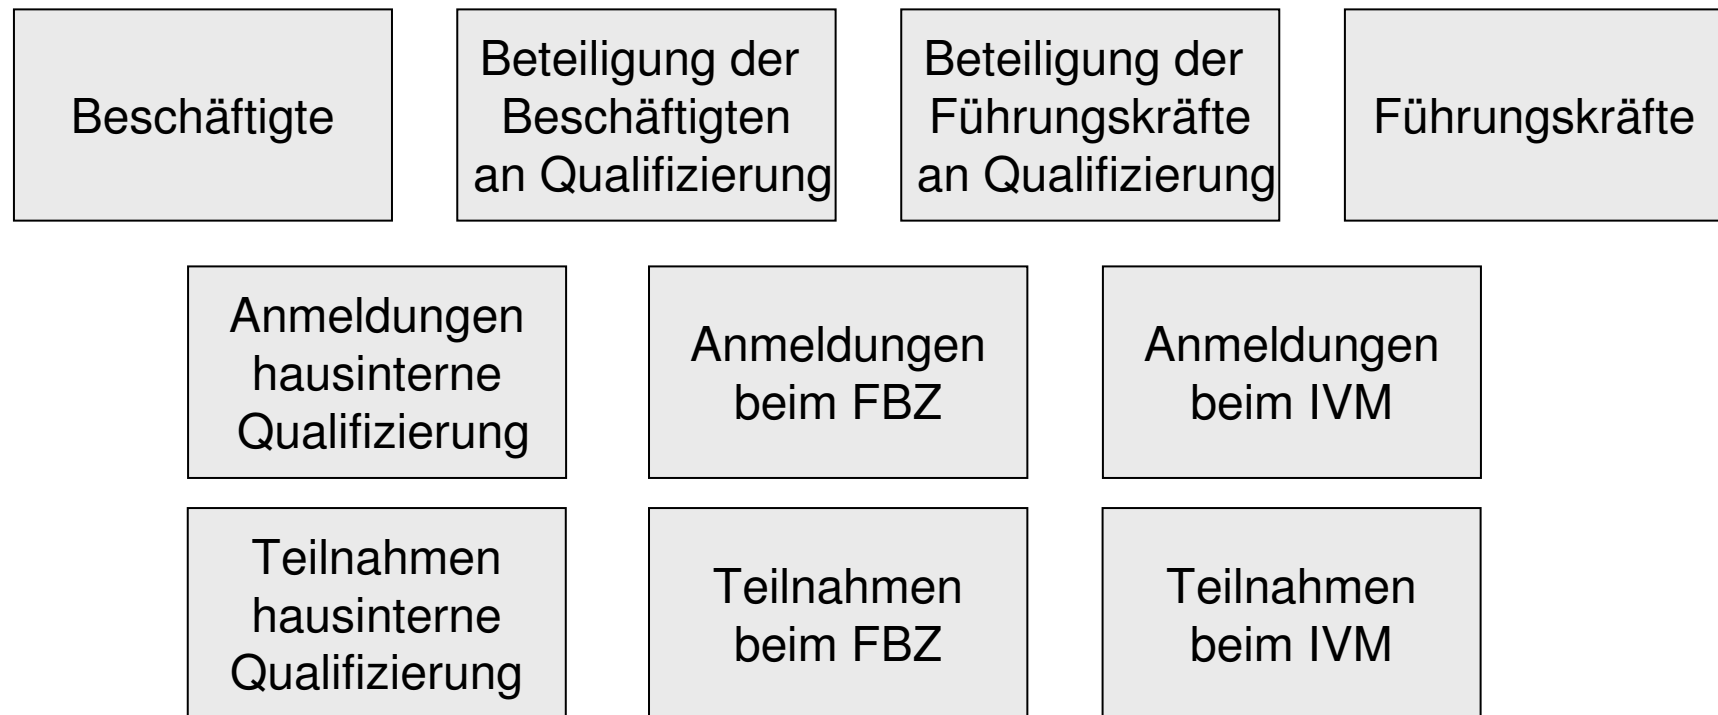 Beschäftigte
Beteiligung der
Beschäftigten
an Qualifizierung
Beteiligung der
Führungskräfte
an Qualifizierung
Führungskräfte
Anmeldungen
hausinterne
Qualifizierung
Anmeldungen
beim FBZ
Anmeldungen
beim IVM
Teilnahmen
hausinterne
Qualifizierung
Teilnahmen
beim FBZ
Teilnahmen
beim IVM